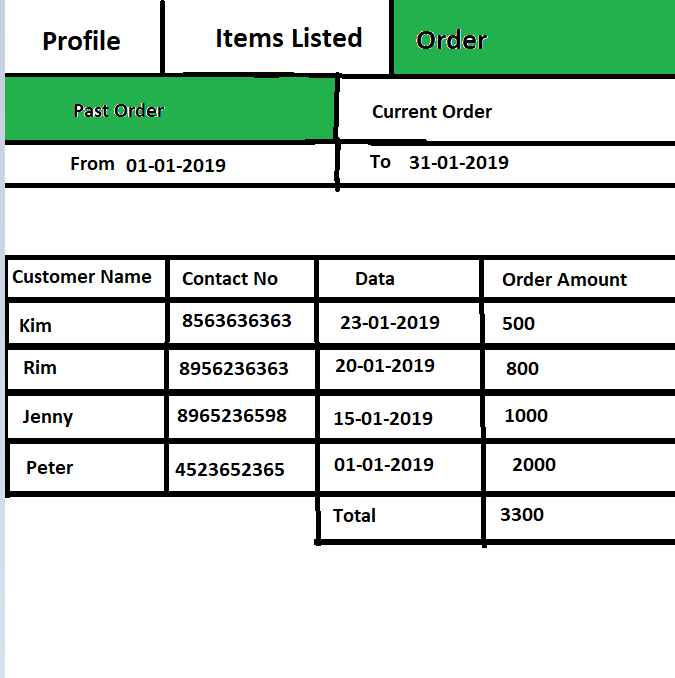 Profile Items Listed Order
Past Order Current Order
From 01-01-2019 To 31-01-2019
Customer Name Contact No Data Order Amount
Kim 8563636363 23-01-2019 500
Rim 8956236363 20-01-2019 800
Jenny 8965236598 15-01-2019 1000
Peter 4523652365 01-01-2019 2000
Total 3300